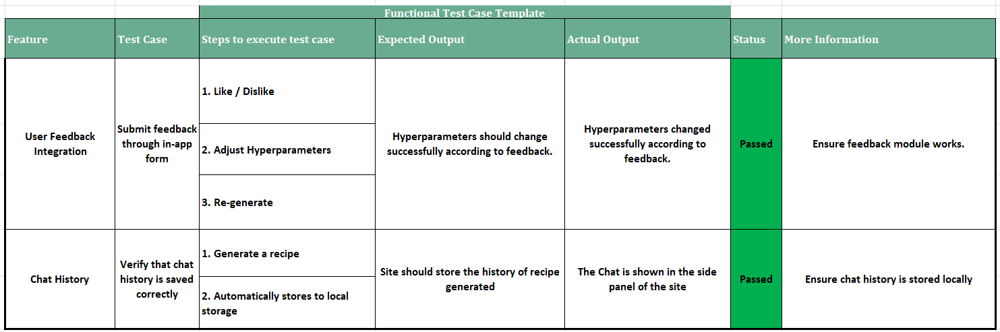 Functional Test Case Template
Feature
Test Case
Steps to execute test case
Expected Output
Actual Output
Status
More Information
User Feedback
Integration
Submit feedback
through in-app
form
1. Like / Dislike
2. Adjust Hyperparameters
3. Re-generate
Hyperparameters should change
successfully according to feedback.
Hyperparameters changed
successfully according to
feedback.
Passed
Ensure feedback module works.
Chat History
Verify that chat
history is saved
correctly
1. Generate a recipe
2. Automatically stores to local
storage
Site should store the history of recipe
generated
The Chat is shown in the side
panel of the site
Passed
Ensure chat history is stored locally